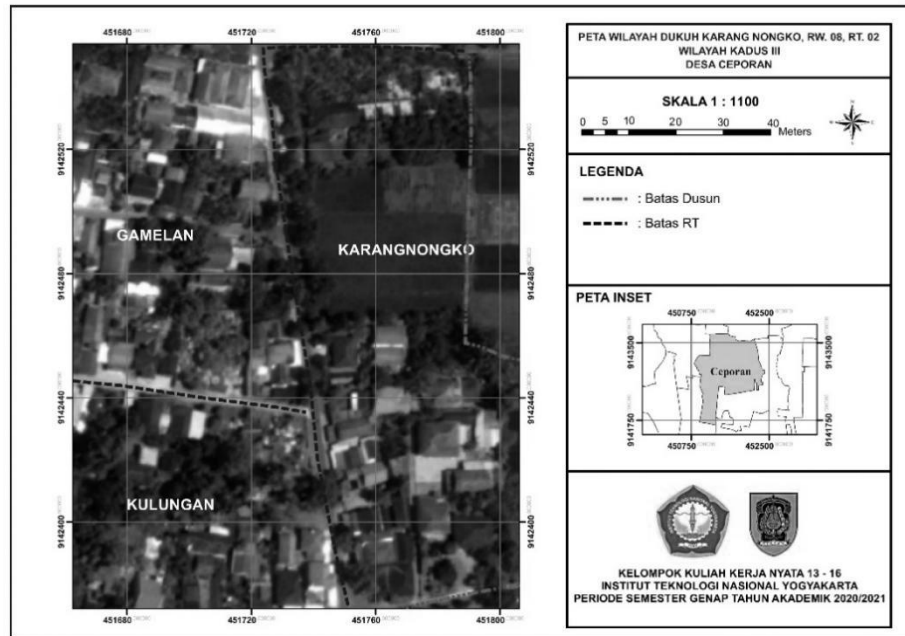 451680
451720
451760
451800
9142520
9142480
9142440
9142400
GAMELAN
KARANGNONGKO
KULUNGAN
9142520
9142480
9142440
9142400
451680
451720
451760
451800
PETA WILAYAH DUKUH KARANG NONGKO, RW. 08, RT. 02
WILAYAH KADUS III
DESA CEPORAN
SKALA 1 : 1100
0 5 10 20 30 40
Meters
LEGENDA
: Batas Dusun
: Batas RT
PETA INSET
450750
452500
9143500
9141750
Ceporan
9143500
9141750
450750
452500
KELOMPOK KULIAH KERJA NYATA 13 - 16
INSTITUT TEKNOLOGI NASIONAL YOGYAKARTA
PERIODE SEMESTER GENAP TAHUN AKADEMIK 2020/2021